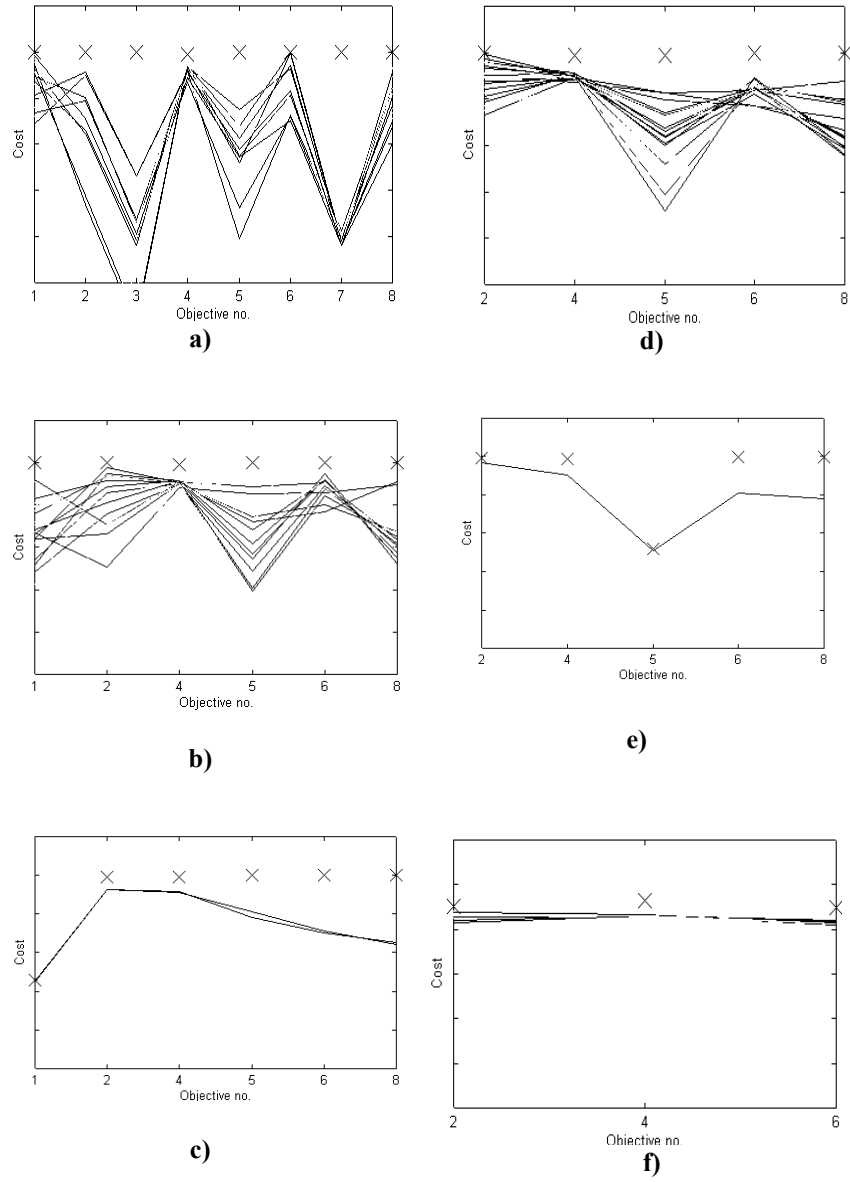 Cost
1 2 3 4 5 6 7 8
Objective no.
a)
Cost
2 4 5 6 8
Objective no.
d)
Cost
1 2 4 5 6 8
Objective no.
b)
Cost
2 4 5 6 8
Objective no.
e)
Cost
1 2 4 5 6 8
Objective no.
c)
Cost
2 4 6
Objective no.
f)